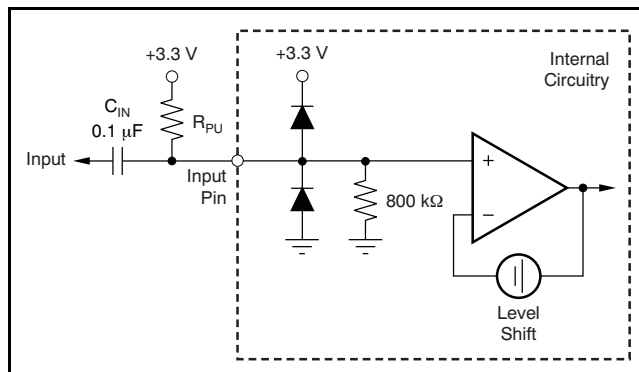 +3.3 V
+3.3 V
Internal
Circuitry
C_IN
0.1 μF
R_PU
Input
Input
Pin
+
−
800 kΩ
Level
Shift